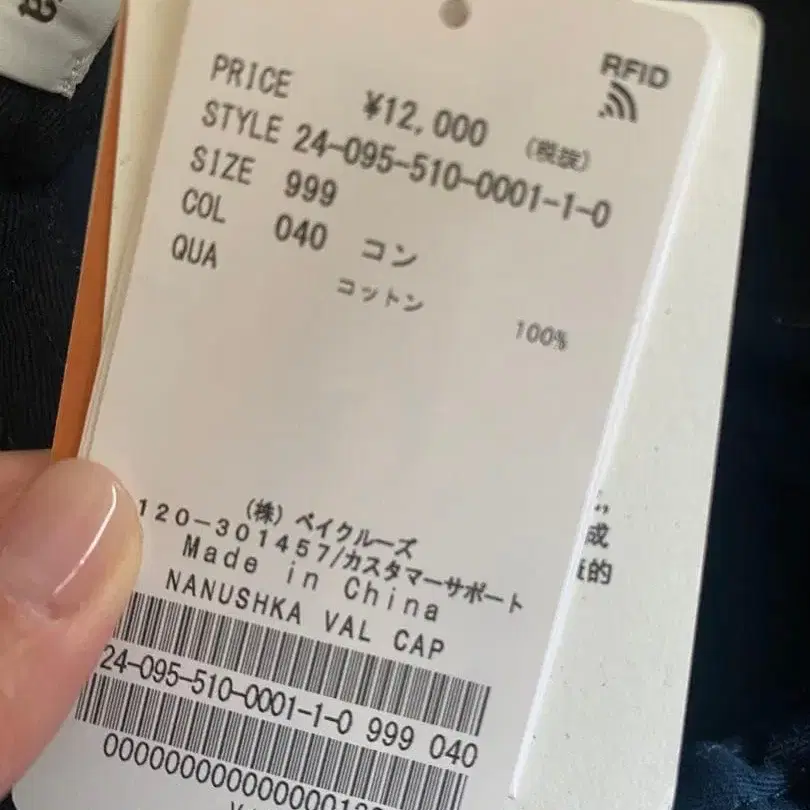 RFID
PRICE ¥12,000 (税抜)
STYLE 24-095-510-0001-1-0
SIZE 999
COL 040 コン
QUA
コットン 100%
(株) ベイクルーズ
120-301457/カスタマーサポート
Made in China
NANUSHKA VAL CAP
24-095-510-0001-1-0 999 040
成
的